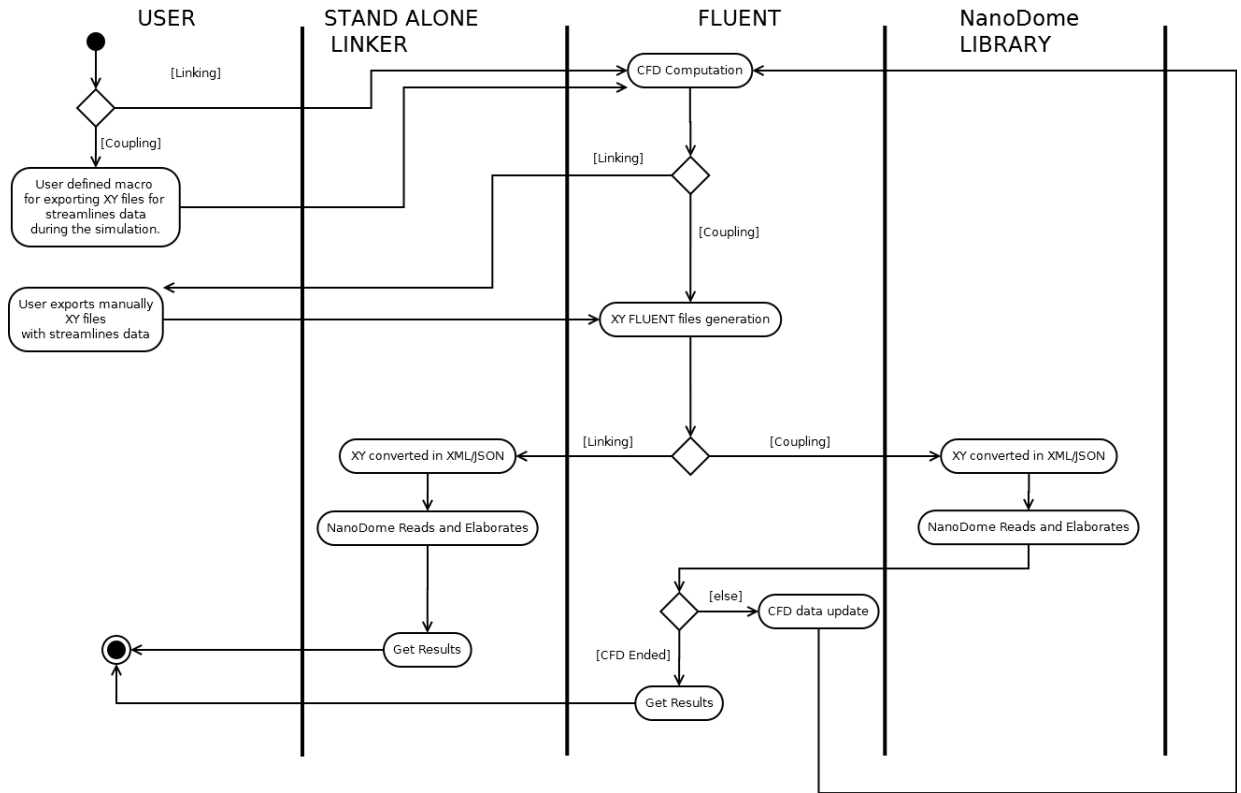 USER
STAND ALONE
LINKER
FLUENT
NanoDome
LIBRARY
[Linking]
CFD Computation
[Coupling]
[Linking]
User defined macro
for exporting XY files for
streamlines data
during the simulation.
[Coupling]
User exports manually
XY files
with streamlines data
XY FLUENT files generation
[Linking]
[Coupling]
XY converted in XML/JSON
XY converted in XML/JSON
NanoDome Reads and Elaborates
NanoDome Reads and Elaborates
[else]
CFD data update
Get Results
[CFD Ended]
Get Results